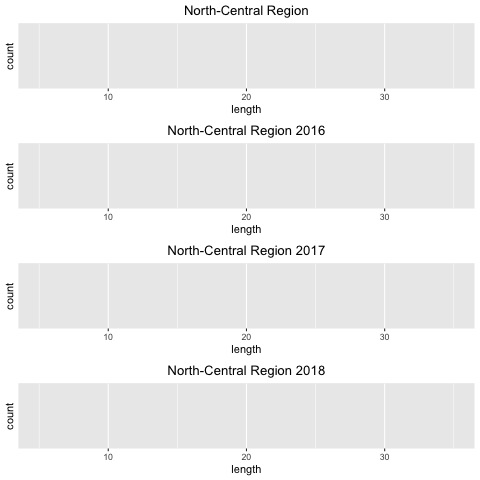 North-Central Region
count
10 20 30
length
North-Central Region 2016
count
10 20 30
length
North-Central Region 2017
count
10 20 30
length
North-Central Region 2018
count
10 20 30
length